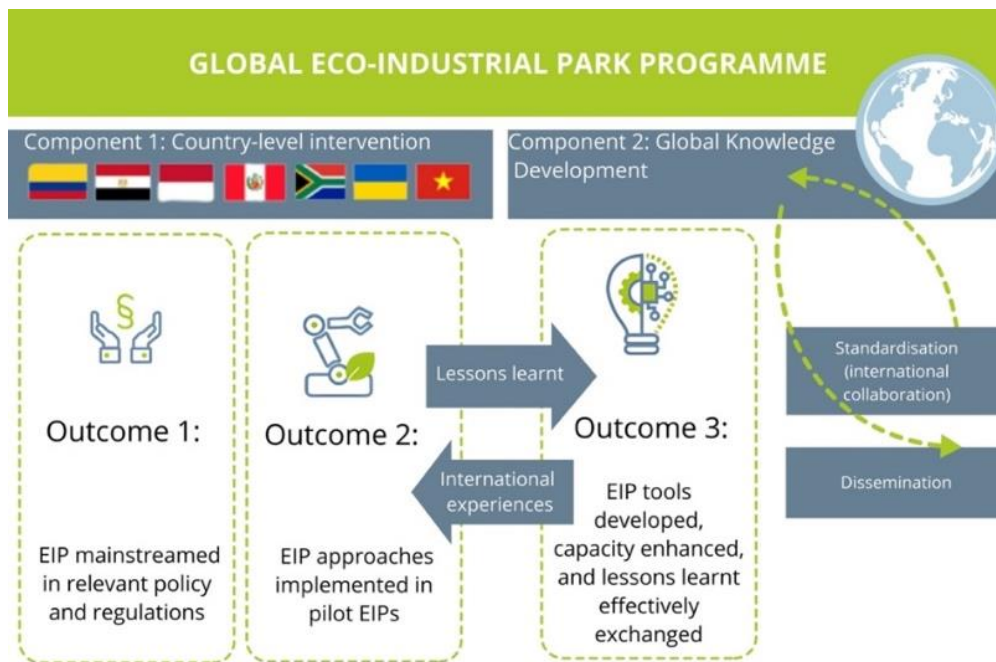 GLOBAL ECO-INDUSTRIAL PARK PROGRAMME
Component 1: Country-level intervention
Component 2: Global Knowledge
Development
§
Outcome 1:
EIP mainstreamed
in relevant policy
and regulations
Outcome 2:
EIP approaches
implemented in
pilot EIPs
Lessons learnt
International
experiences
Outcome 3:
EIP tools
developed,
capacity enhanced,
and lessons learnt
effectively
exchanged
Standardisation
(international
collaboration)
Dissemination